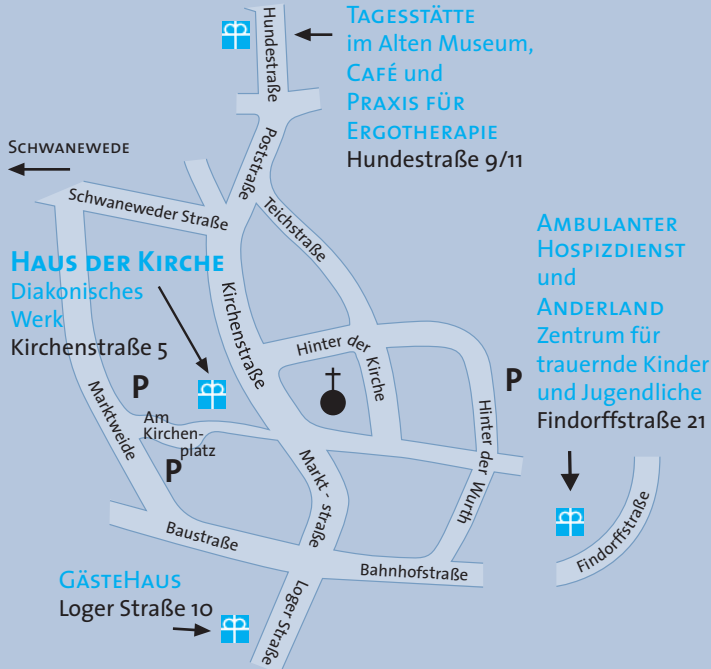 TAGESSTÄTTE
im Alten Museum,
CAFÉ und
PRAXIS FÜR
ERGOTHERAPIE
Hundestraße 9/11
Hundestraße
SCHWANEWEDE
Poststraße
Schwaneweder Straße
Teichstraße
AMBULANTER
HOSPIZDIENST
und
ANDERLAND
Zentrum für
trauernde Kinder
und Jugendliche
Findorffstraße 21
HAUS DER KIRCHE
Diakonisches
Werk
Kirchenstraße 5
Kirchenstraße
Hinter der
Kirche
P
P
Marktweide
Am
Kirchen-
platz
P
Hinter der Wurth
Markt - straße
Baustraße
Bahnhofstraße
Findorffstraße
GÄSTEHAUS
Loger Straße 10
Loger Straße